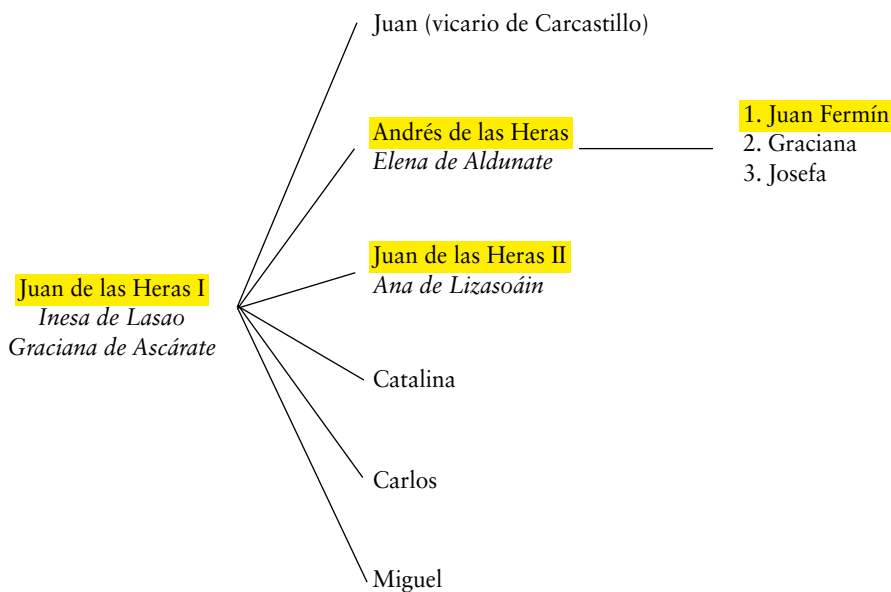 Juan (vicario de Carcastillo)
Andrés de las Heras
Elena de Aldunate
1. Juan Fermín
2. Graciana
3. Josefa
Juan de las Heras II
Ana de Lizasoáin
Juan de las Heras I
Inesa de Lasao
Graciana de Ascárate
Catalina
Carlos
Miguel